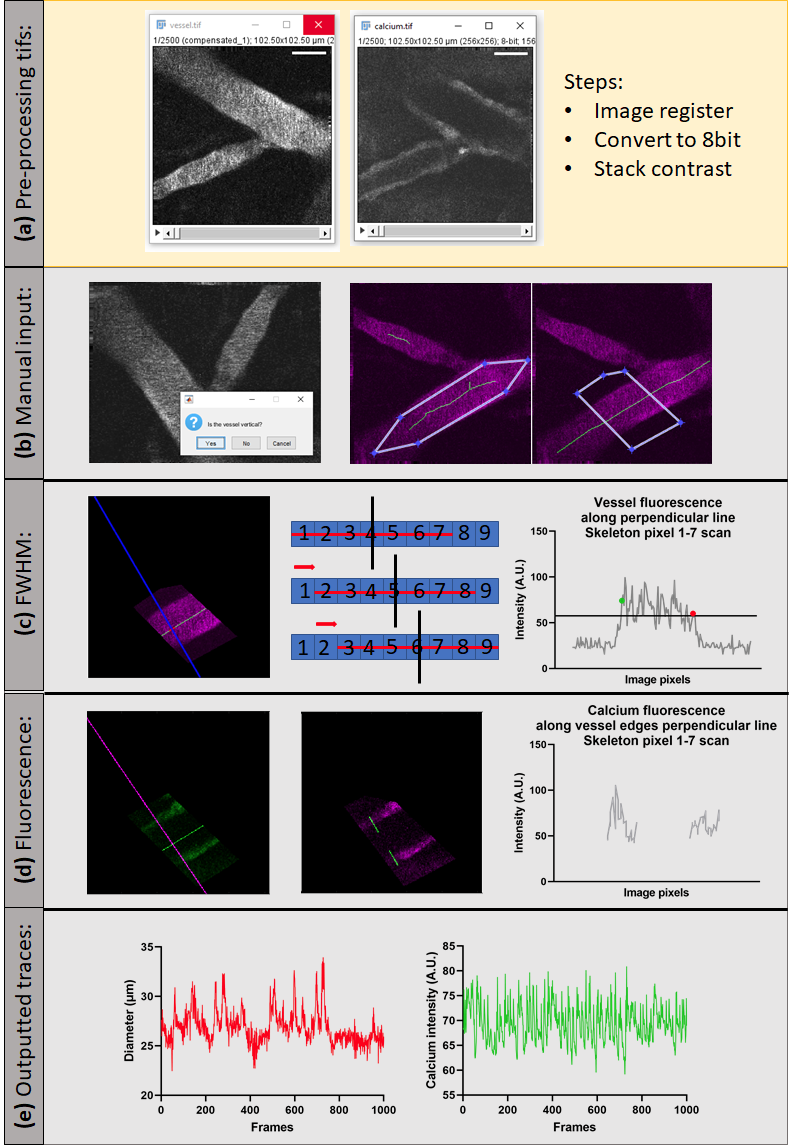 (a) Pre-processing tifs:
vessel.tif
1/2500 (compensated_1); 102.50x102.50 µm (2
calcium.tif
1/2500; 102.50x102.50 µm (256x256); 8-bit; 156
Steps:
• Image register
• Convert to 8bit
• Stack contrast
(b) Manual input:
Is the vessel vertical?
Yes No Cancel
(c) FWHM:
1 2 3 4 5 6 7 8 9
1 2 3 4 5 6 7 8 9
1 2 3 4 5 6 7 8 9
Vessel fluorescence
along perpendicular line
Skeleton pixel 1-7 scan
Intensity (A.U.)
150
100
50
0
Image pixels
(d) Fluorescence:
Calcium fluorescence
along vessel edges perpendicular line
Skeleton pixel 1-7 scan
Intensity (A.U.)
150
100
50
0
Image pixels
(e) Outputted traces:
Diameter (µm)
35
30
25
20
0 200 400 600 800 1000
Frames
Calcium intensity (A.U.)
85
80
75
70
65
60
55
0 200 400 600 800 1000
Frames